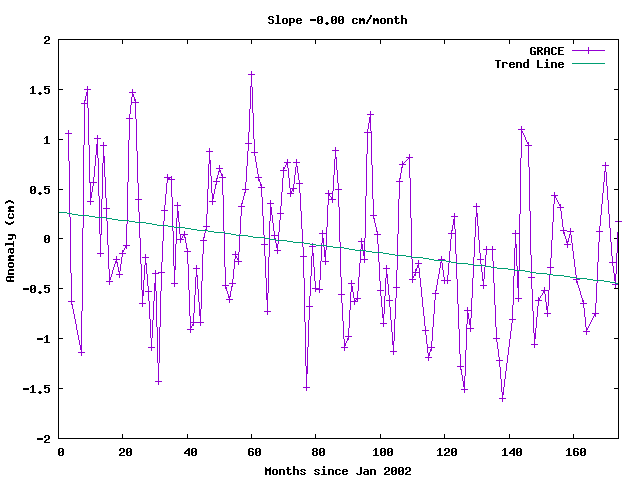 Slope -0.00 cm/month
GRACE
Trend Line
2
1.5
1
0.5
0
-0.5
-1
-1.5
-2
Anomaly (cm)
0 20 40 60 80 100 120 140 160
Months since Jan 2002